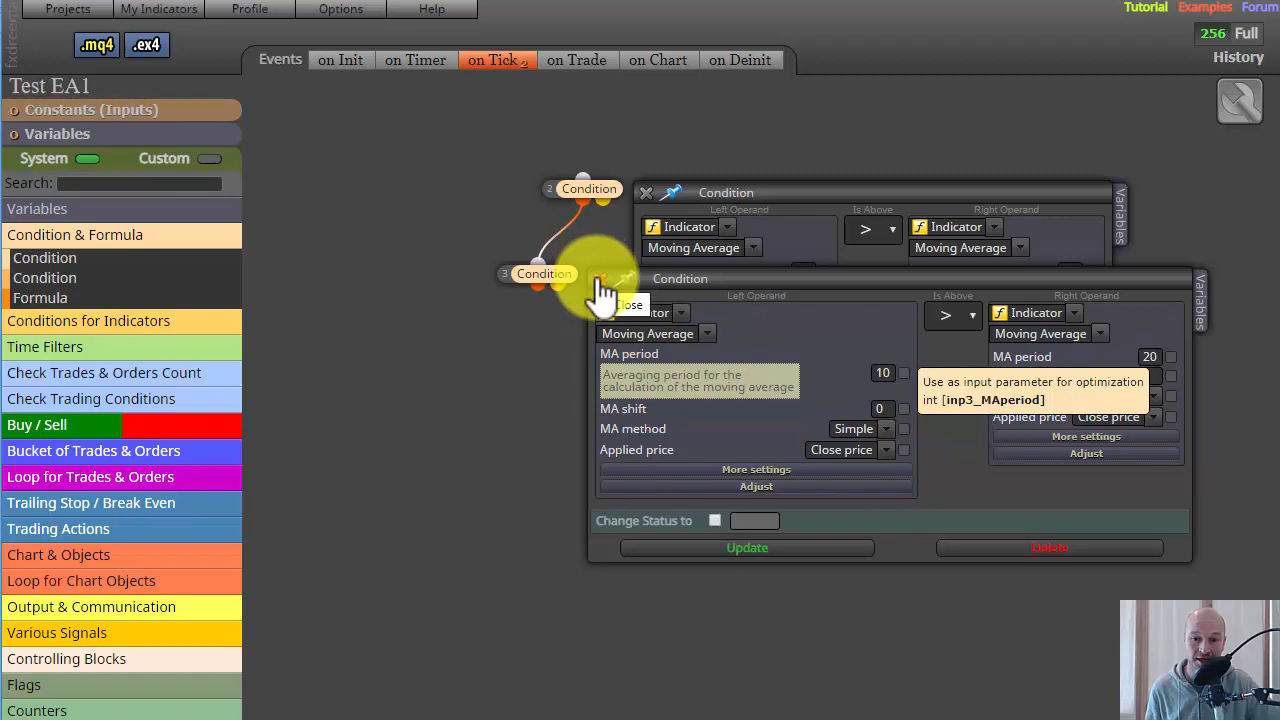 Projects
My Indicators
Profile
Options
Help
Tutorial
Examples
Forum
fxdreema
.mq4
.ex4
256 Full
History
Events
on Init
on Timer
on Tick 2
on Trade
on Chart
on Deinit
Test EA1
Constants (Inputs)
Variables
System
Custom
Search:
Variables
Condition & Formula
Condition
Condition
Formula
Conditions for Indicators
Time Filters
Check Trades & Orders Count
Check Trading Conditions
Buy / Sell
Bucket of Trades & Orders
Loop for Trades & Orders
Trailing Stop / Break Even
Trading Actions
Chart & Objects
Loop for Chart Objects
Output & Communication
Various Signals
Controlling Blocks
Flags
Counters
2 Condition
3 Condition
Condition
Variables
Left Operand
Is Above
Right Operand
f Indicator
>
f Indicator
Moving Average
Moving Average
Condition
Variables
Close
Left Operand
Is Above
Right Operand
>
f Indicator
Moving Average
Moving Average
MA period
MA period 20
Averaging period for the
calculation of the moving average
10
Use as input parameter for optimization
int [inp3_MAperiod]
MA shift 0
MA method Simple
Applied price Close price
Applied price Close price
More settings
More settings
Adjust
Adjust
Change Status to
Update
Delete